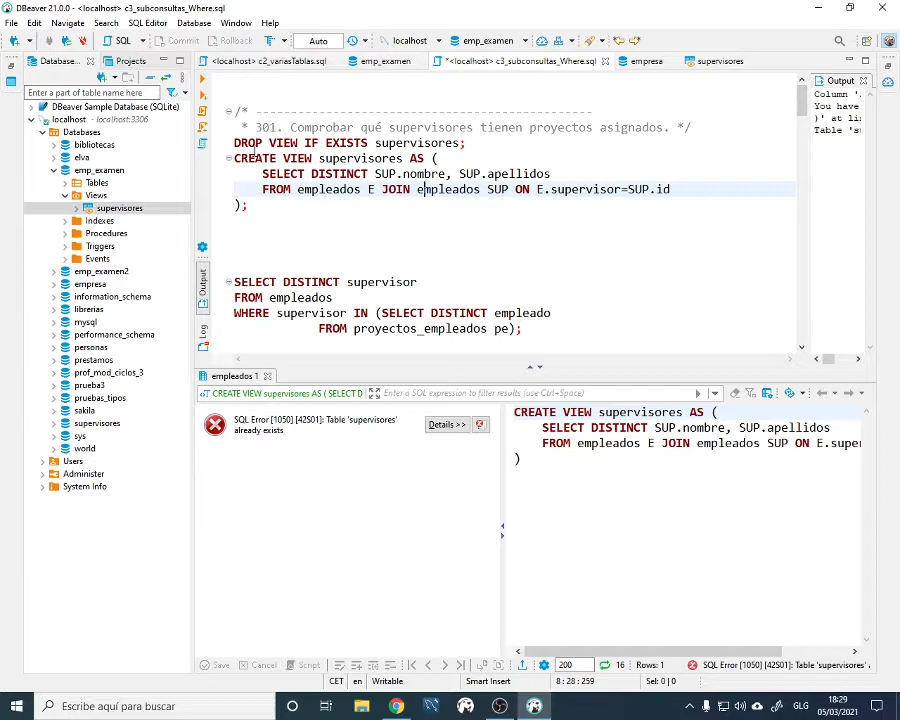 DBeaver 21.0.0 - <localhost> c3_subconsultas_Where.sql
File Edit Navigate Search SQL Editor Database Window Help
SQL Commit Rollback T Auto localhost emp_examen
Database... Projects <localhost> c2_variasTablas.sql emp_examen *<localhost> c3_subconsultas_Where.sql empresa supervisores
Enter a part of table name here
DBeaver Sample Database (SQLite)
localhost:3306
Databases
bibliotecas
elva
emp_examen
Tables
Views
supervisores
Indexes
Procedures
Triggers
Events
emp_examen2
empresa
information_schema
librerias
mysql
performance_schema
personas
prestamos
prof_mod_ciclos_3
prueba3
pruebas_tipos
sakila
supervisores
sys
world
Users
Administer
System Info
Output
Log
/* -----------------------------------------------
* 301. Comprobar qué supervisores tienen proyectos asignados. */
DROP VIEW IF EXISTS supervisores;
CREATE VIEW supervisores AS (
SELECT DISTINCT SUP.nombre, SUP.apellidos
FROM empleados E JOIN empleados SUP ON E.supervisor=SUP.id
);
SELECT DISTINCT supervisor
FROM empleados
WHERE supervisor IN (SELECT DISTINCT empleado
FROM proyectos_empleados pe);
Output
Column '.
You have
)' at lin
Table 'su
empleados 1
CREATE VIEW supervisores AS ( SELECT D Enter a SQL expression to filter results (use Ctrl+Space)
SQL Error [1050] [42S01]: Table 'supervisores'
already exists
Details >>
CREATE VIEW supervisores AS (
SELECT DISTINCT SUP.nombre, SUP.apellidos
FROM empleados E JOIN empleados SUP ON E.super
)
Save Cancel Script 200 16 Rows: 1 SQL Error [1050] [42S01]: Table 'supervisores' a
CET en Writable Smart Insert 8 : 28 : 259 Sel: 0 | 0
Escribe aquí para buscar
GLG
18:29
05/03/2021